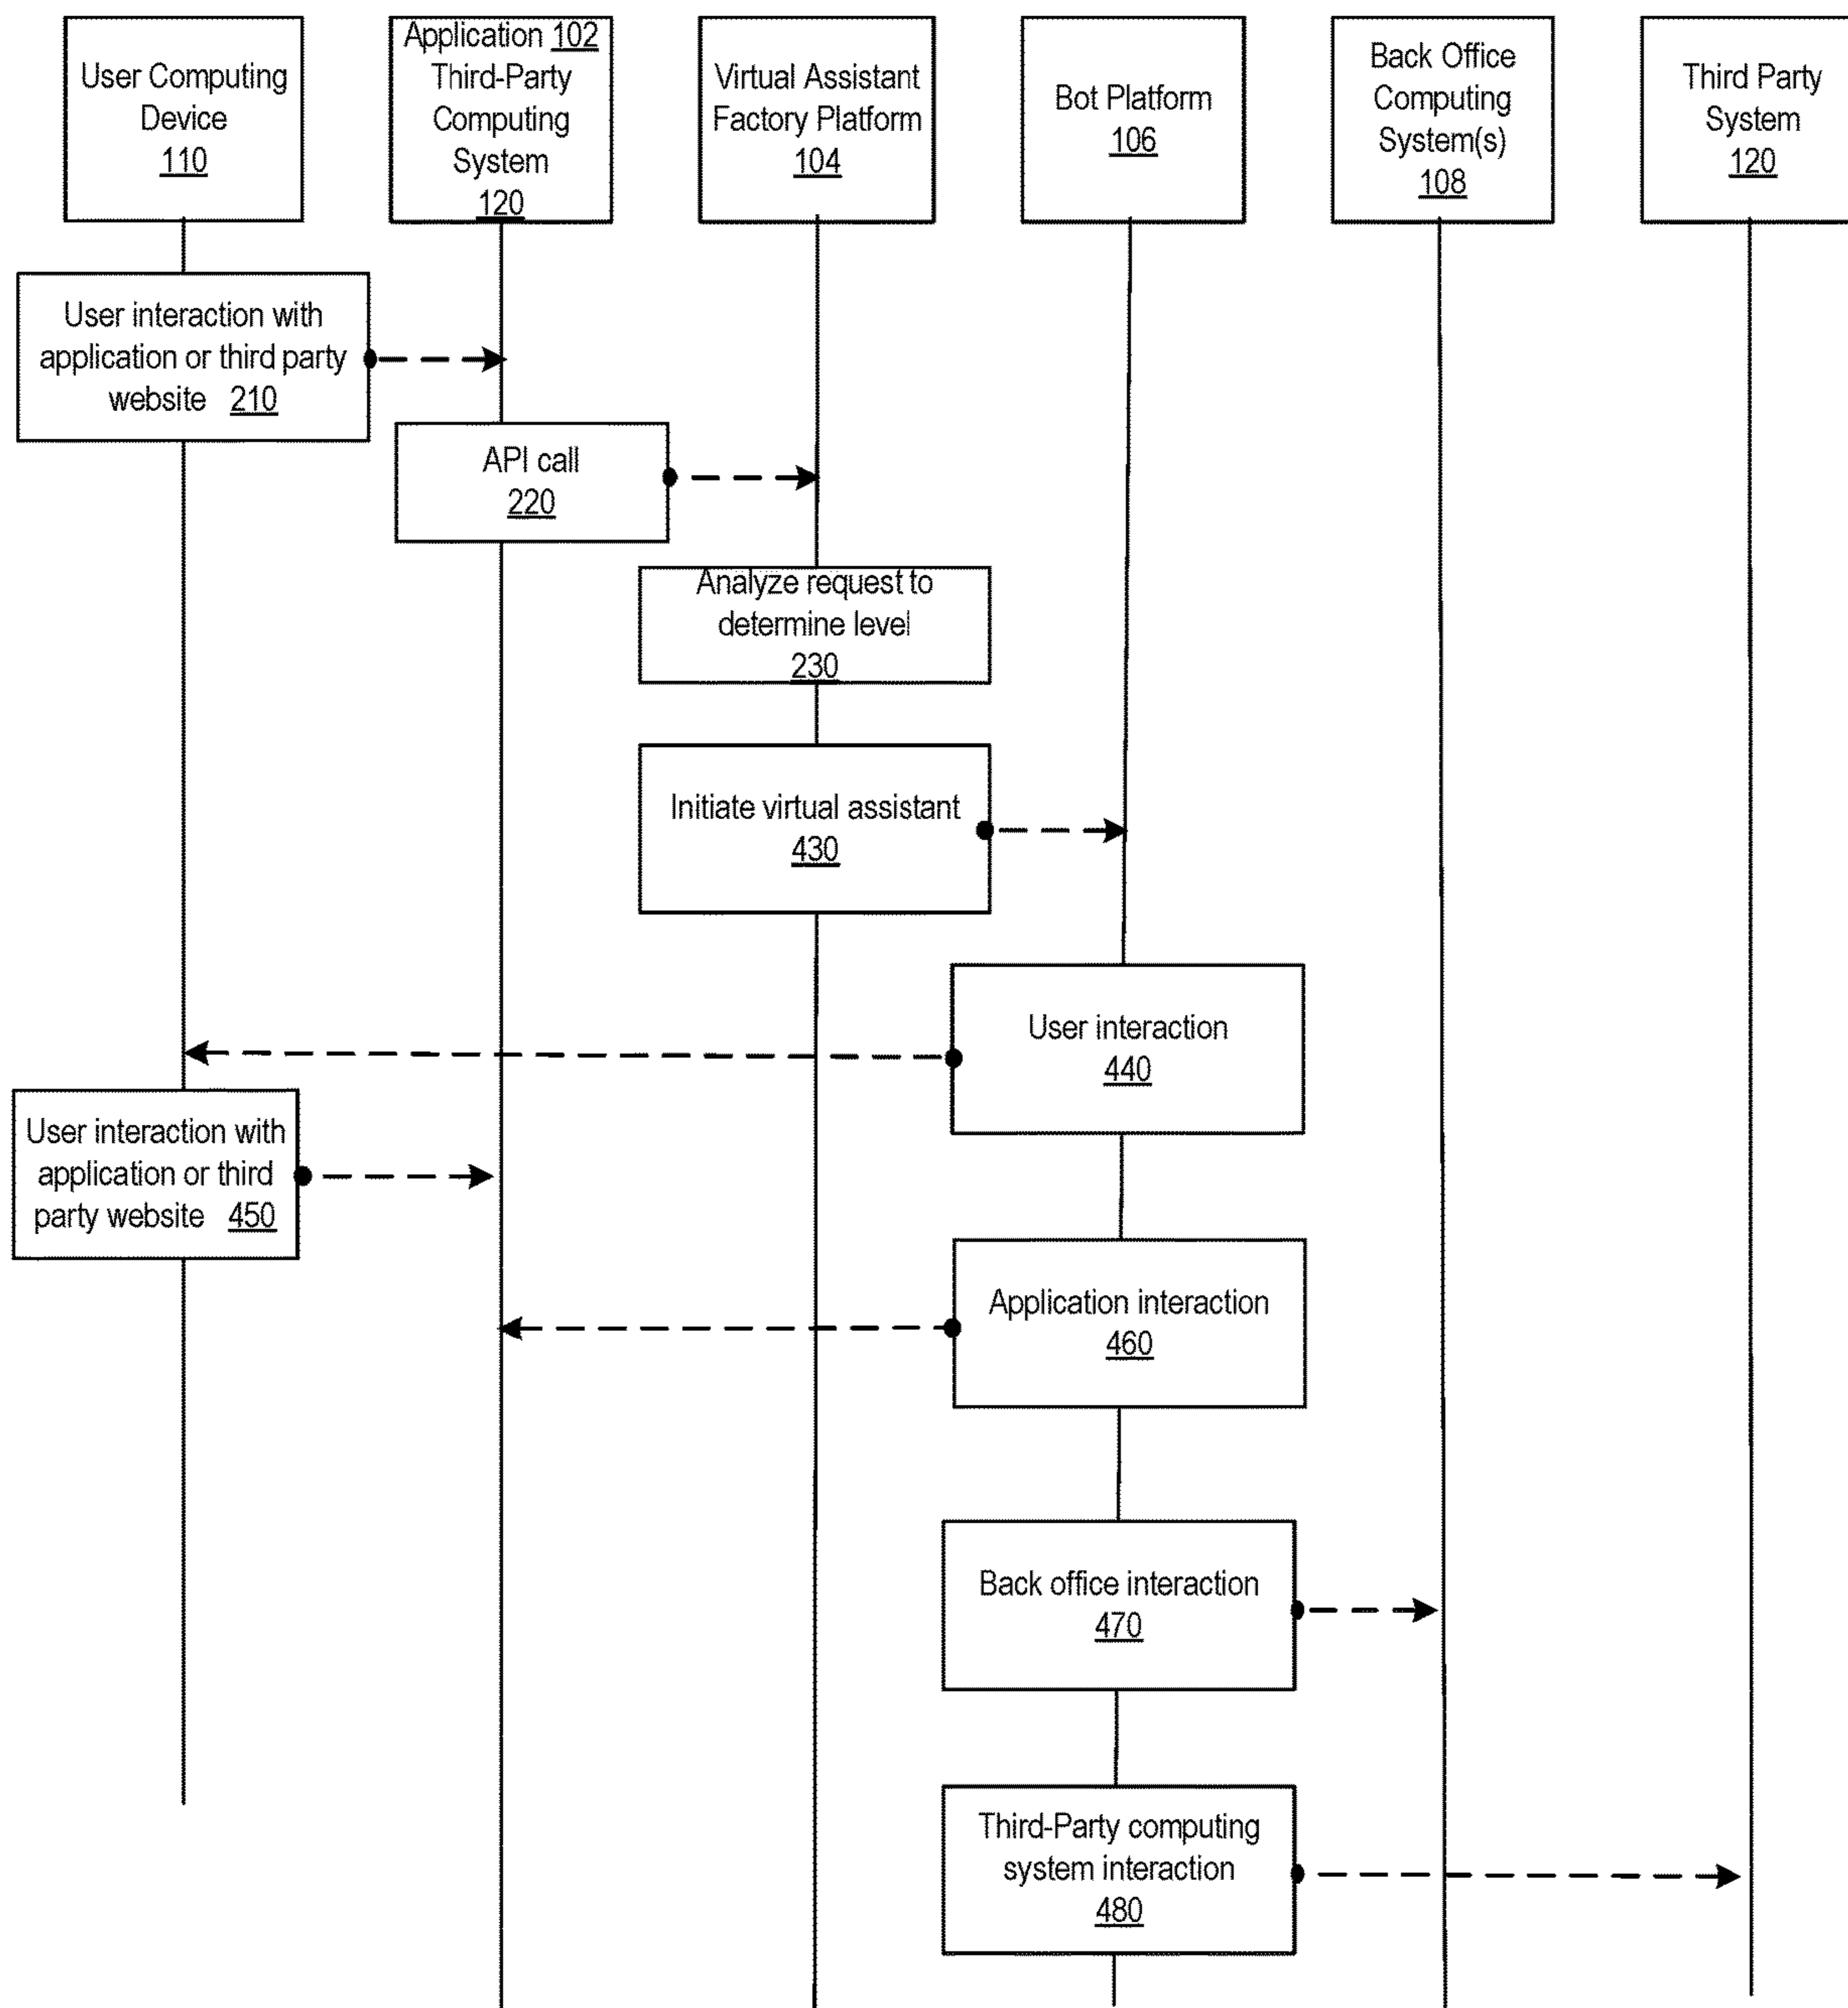 User Computing
Device
110
Application 102
Third-Party
Computing
System
120
Virtual Assistant
Factory Platform
104
Bot Platform
106
Back Office
Computing
System(s)
108
Third Party
System
120
User interaction with
application or third party
website 210
API call
220
Analyze request to
determine level
230
Initiate virtual assistant
430
User interaction
440
User interaction with
application or third
party website 450
Application interaction
460
Back office interaction
470
Third-Party computing
system interaction
480